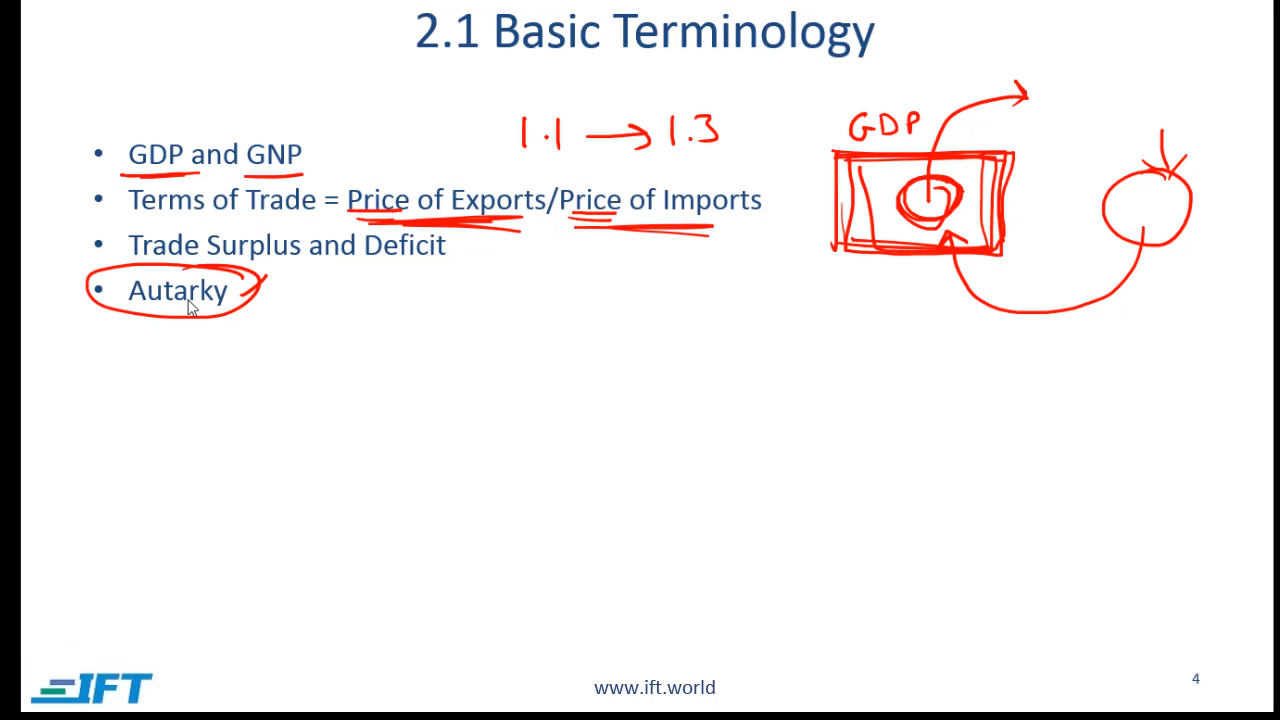 2.1 Basic Terminology
1.1 → 1.3
GDP
• GDP and GNP
• Terms of Trade = Price of Exports/Price of Imports
• Trade Surplus and Deficit
• Autarky
IFT
www.ift.world
4